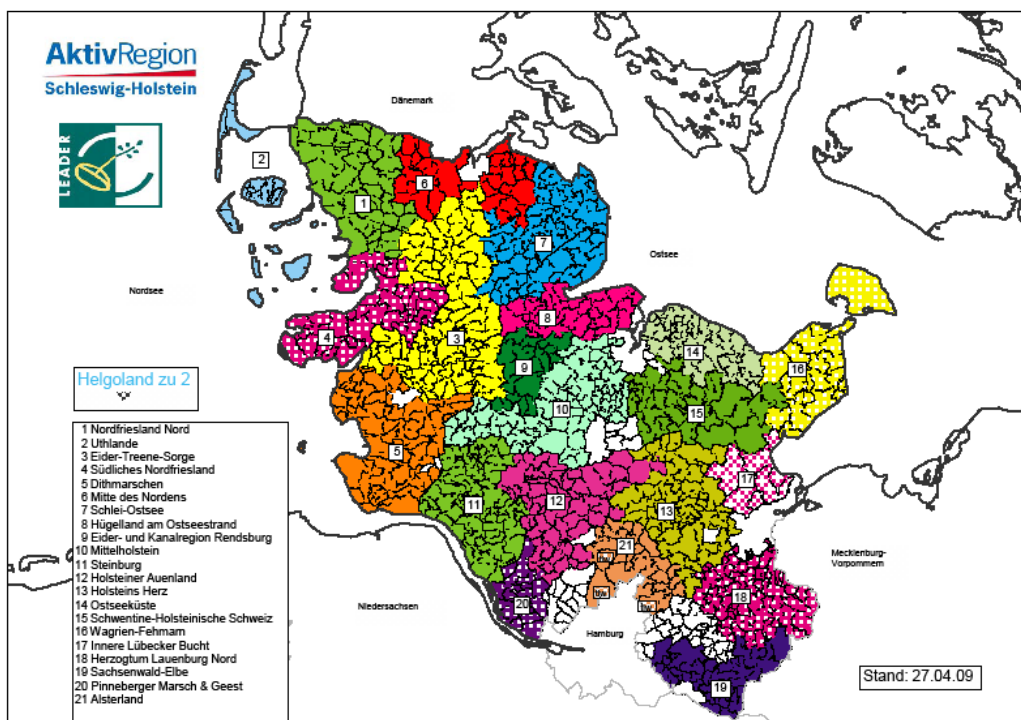 AktivRegion
Schleswig-Holstein
LEADER
Dänemark
Nordsee
Ostsee
Helgoland zu 2
1 Nordfriesland Nord
2 Uthlande
3 Eider-Treene-Sorge
4 Südliches Nordfriesland
5 Dithmarschen
6 Mitte des Nordens
7 Schlei-Ostsee
8 Hügelland am Ostseestrand
9 Eider- und Kanalregion Rendsburg
10 Mittelholstein
11 Steinburg
12 Holsteiner Auenland
13 Holsteins Herz
14 Ostseeküste
15 Schwentine-Holsteinische Schweiz
16 Wagrien-Fehmarn
17 Innere Lübecker Bucht
18 Herzogtum Lauenburg Nord
19 Sachsenwald-Elbe
20 Pinneberger Marsch & Geest
21 Alsterland
2
6
1
7
8
4
3
14
9
16
10
15
5
17
11
12
13
21
tlw
tlw
tlw
18
20
19
Niedersachsen
Hamburg
Mecklenburg-
Vorpommern
Stand: 27.04.09